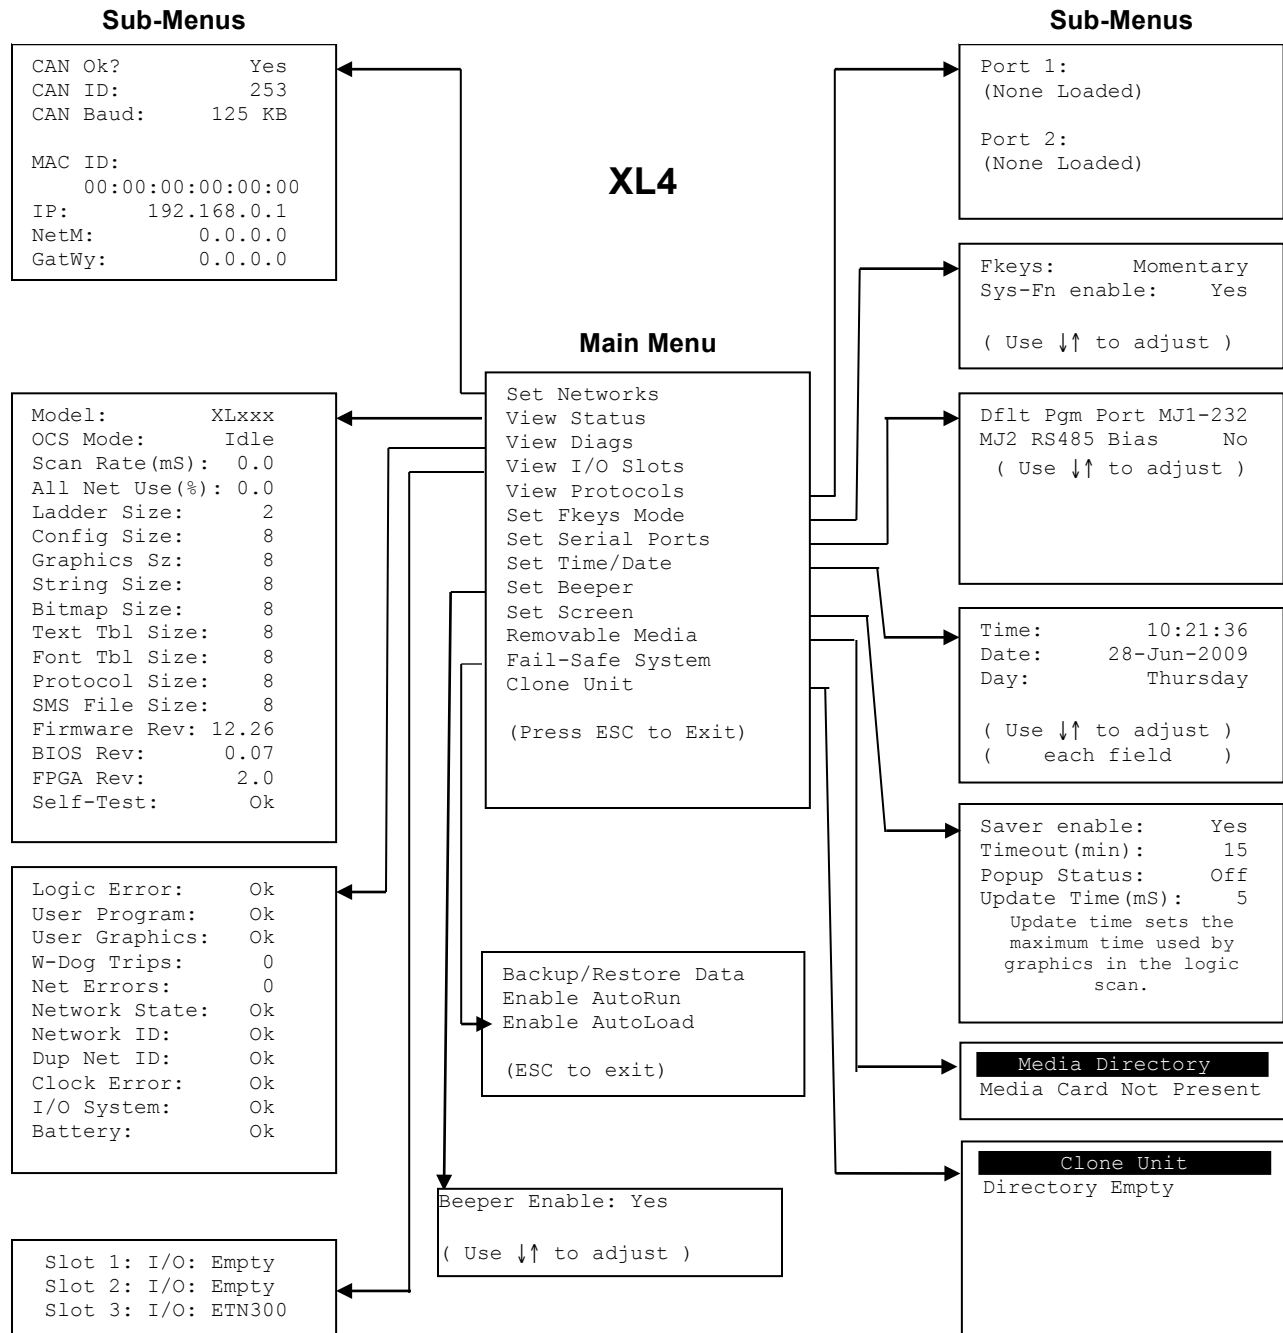 Sub-Menus
CAN Ok? Yes
CAN ID: 253
CAN Baud: 125 KB
MAC ID:
00:00:00:00:00:00
IP: 192.168.0.1
NetM: 0.0.0.0
GatWy: 0.0.0.0
Model: XLxxx
OCS Mode: Idle
Scan Rate(mS): 0.0
All Net Use(%): 0.0
Ladder Size: 2
Config Size: 8
Graphics Sz: 8
String Size: 8
Bitmap Size: 8
Text Tbl Size: 8
Font Tbl Size: 8
Protocol Size: 8
SMS File Size: 8
Firmware Rev: 12.26
BIOS Rev: 0.07
FPGA Rev: 2.0
Self-Test: Ok
Logic Error: Ok
User Program: Ok
User Graphics: Ok
W-Dog Trips: 0
Net Errors: 0
Network State: Ok
Network ID: Ok
Dup Net ID: Ok
Clock Error: Ok
I/O System: Ok
Battery: Ok
Slot 1: I/O: Empty
Slot 2: I/O: Empty
Slot 3: I/O: ETN300
XL4
Main Menu
Set Networks
View Status
View Diags
View I/O Slots
View Protocols
Set Fkeys Mode
Set Serial Ports
Set Time/Date
Set Beeper
Set Screen
Removable Media
Fail-Safe System
Clone Unit
(Press ESC to Exit)
Backup/Restore Data
Enable AutoRun
Enable AutoLoad
(ESC to exit)
Beeper Enable: Yes
( Use ↓↑ to adjust )
Sub-Menus
Port 1:
(None Loaded)
Port 2:
(None Loaded)
Fkeys: Momentary
Sys-Fn enable: Yes
( Use ↓↑ to adjust )
Dflt Pgm Port MJ1-232
MJ2 RS485 Bias No
( Use ↓↑ to adjust )
Time: 10:21:36
Date: 28-Jun-2009
Day: Thursday
( Use ↓↑ to adjust )
( each field )
Saver enable: Yes
Timeout(min): 15
Popup Status: Off
Update Time(mS): 5
Update time sets the
maximum time used by
graphics in the logic
scan.
Media Directory
Media Card Not Present
Clone Unit
Directory Empty